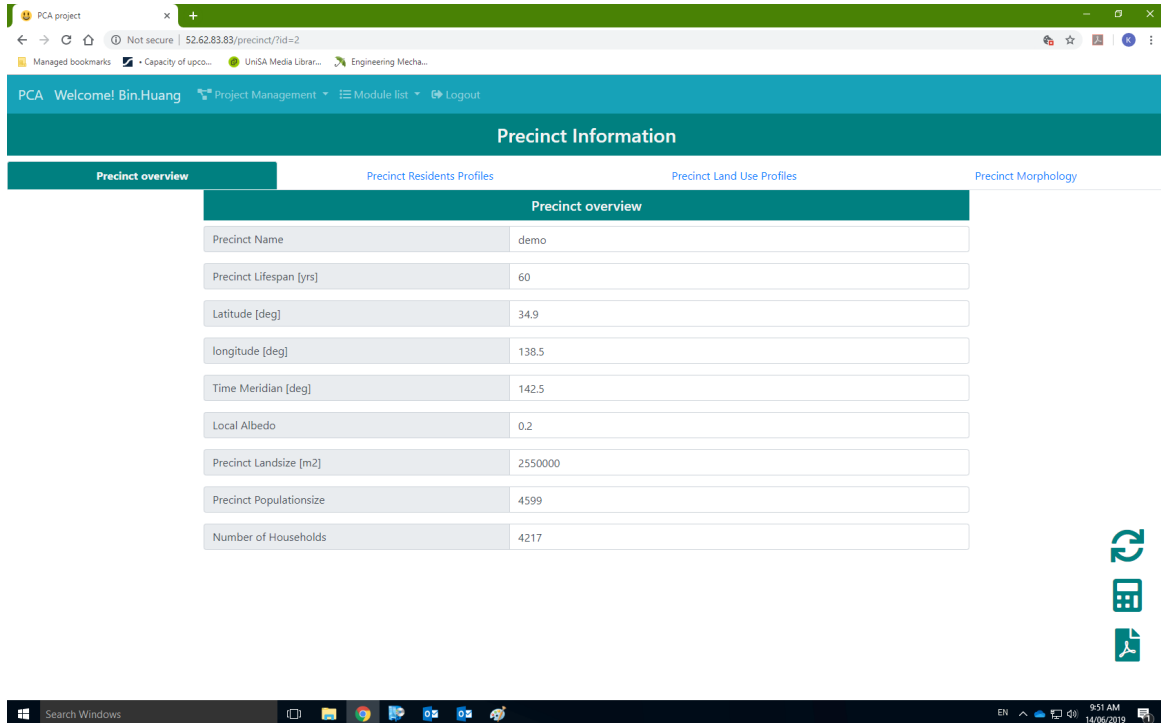 PCA project
Not secure | 52.62.83.83/precinct/?id=2
K
Managed bookmarks • Capacity of upco... UniSA Media Librar... Engineering Mecha...
PCA Welcome! Bin.Huang Project Management Module list Logout
Precinct Information
Precinct overview Precinct Residents Profiles Precinct Land Use Profiles Precinct Morphology
Precinct overview
Precinct Name demo
Precinct Lifespan [yrs] 60
Latitude [deg] 34.9
longitude [deg] 138.5
Time Meridian [deg] 142.5
Local Albedo 0.2
Precinct Landsize [m2] 2550000
Precinct Populationsize 4599
Number of Households 4217
Search Windows EN 9:51 AM
14/06/2019